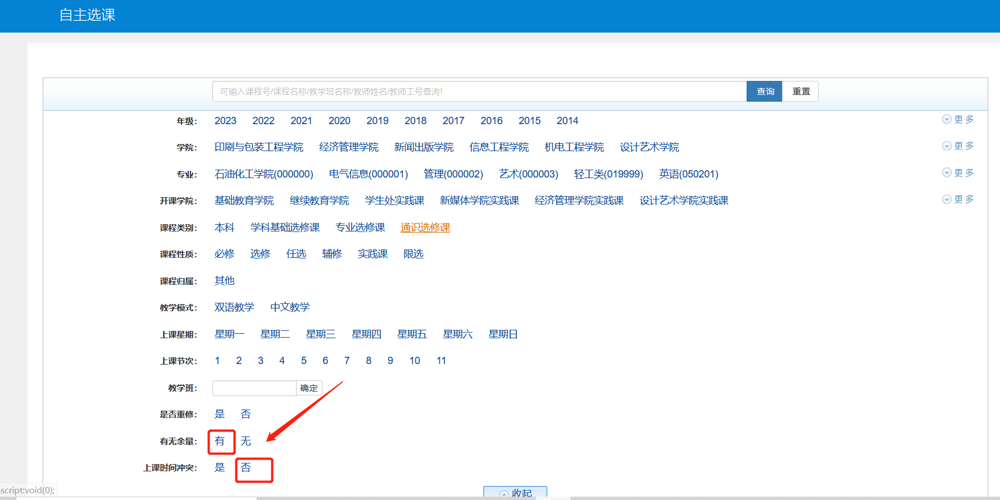 自主选课
可输入课程号/课程名称/教学班名称/教师姓名/教师工号查询! 查询 重置
年级: 2023 2022 2021 2020 2019 2018 2017 2016 2015 2014 更多
学院: 印刷与包装工程学院 经济管理学院 新闻出版学院 信息工程学院 机电工程学院 设计艺术学院 更多
专业: 石油化工学院(000000) 电气信息(000001) 管理(000002) 艺术(000003) 轻工类(019999) 英语(050201) 更多
开课学院: 基础教育学院 继续教育学院 学生处实践课 新媒体学院实践课 经济管理学院实践课 设计艺术学院实践课 更多
课程类别: 本科 学科基础选修课 专业选修课 通识选修课
课程性质: 必修 选修 任选 辅修 实践课 限选
课程归属: 其他
教学模式: 双语教学 中文教学
上课星期: 星期一 星期二 星期三 星期四 星期五 星期六 星期日
上课节次: 1 2 3 4 5 6 7 8 9 10 11
教学班: 确定
是否重修: 是 否
有无余量: 有 无
上课时间冲突: 是 否
ascript:void(0);
收起